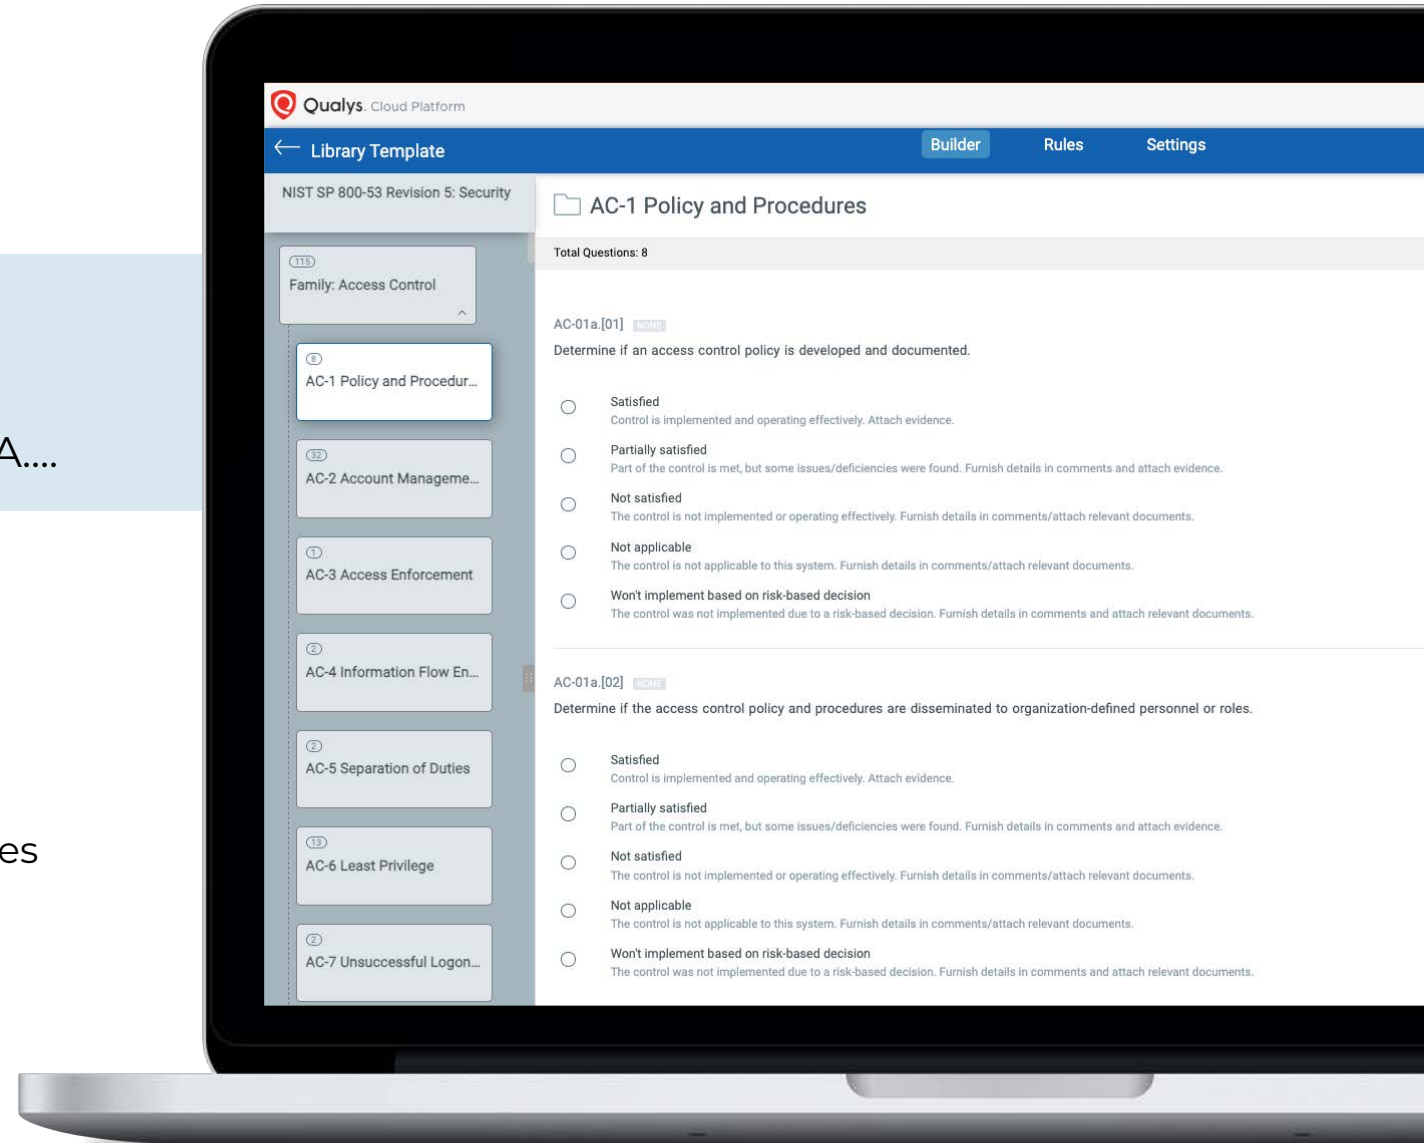 Qualys. Cloud Platform
Library Template
Builder
Rules
Settings
NIST SP 800-53 Revision 5: Security
115
Family: Access Control
8
AC-1 Policy and Procedur...
32
AC-2 Account Manageme...
1
AC-3 Access Enforcement
2
AC-4 Information Flow En...
2
AC-5 Separation of Duties
13
AC-6 Least Privilege
2
AC-7 Unsuccessful Logon...
AC-1 Policy and Procedures
Total Questions: 8
AC-01a.[01] NONE
Determine if an access control policy is developed and documented.
Satisfied
Control is implemented and operating effectively. Attach evidence.
Partially satisfied
Part of the control is met, but some issues/deficiencies were found. Furnish details in comments and attach evidence.
Not satisfied
The control is not implemented or operating effectively. Furnish details in comments/attach relevant documents.
Not applicable
The control is not applicable to this system. Furnish details in comments/attach relevant documents.
Won't implement based on risk-based decision
The control was not implemented due to a risk-based decision. Furnish details in comments and attach relevant documents.
AC-01a.[02] NONE
Determine if the access control policy and procedures are disseminated to organization-defined personnel or roles.
Satisfied
Control is implemented and operating effectively. Attach evidence.
Partially satisfied
Part of the control is met, but some issues/deficiencies were found. Furnish details in comments and attach evidence.
Not satisfied
The control is not implemented or operating effectively. Furnish details in comments/attach relevant documents.
Not applicable
The control is not applicable to this system. Furnish details in comments/attach relevant documents.
Won't implement based on risk-based decision
The control was not implemented due to a risk-based decision. Furnish details in comments and attach relevant documents.
A....
es